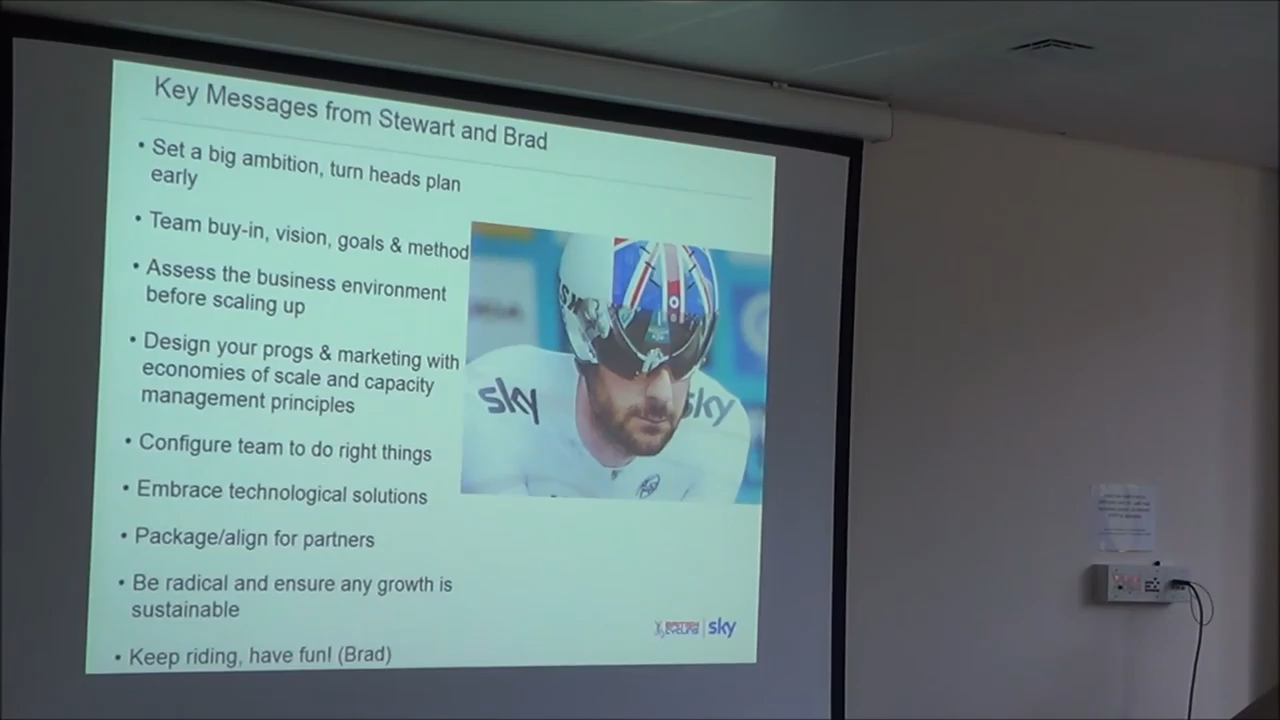 Key Messages from Stewart and Brad
• Set a big ambition, turn heads plan
early
• Team buy-in, vision, goals & method
• Assess the business environment
before scaling up
• Design your progs & marketing with
economies of scale and capacity
management principles
• Configure team to do right things
• Embrace technological solutions
• Package/align for partners
• Be radical and ensure any growth is
sustainable
• Keep riding, have fun! (Brad)
sky
sky
BRITISH
CYCLING
sky